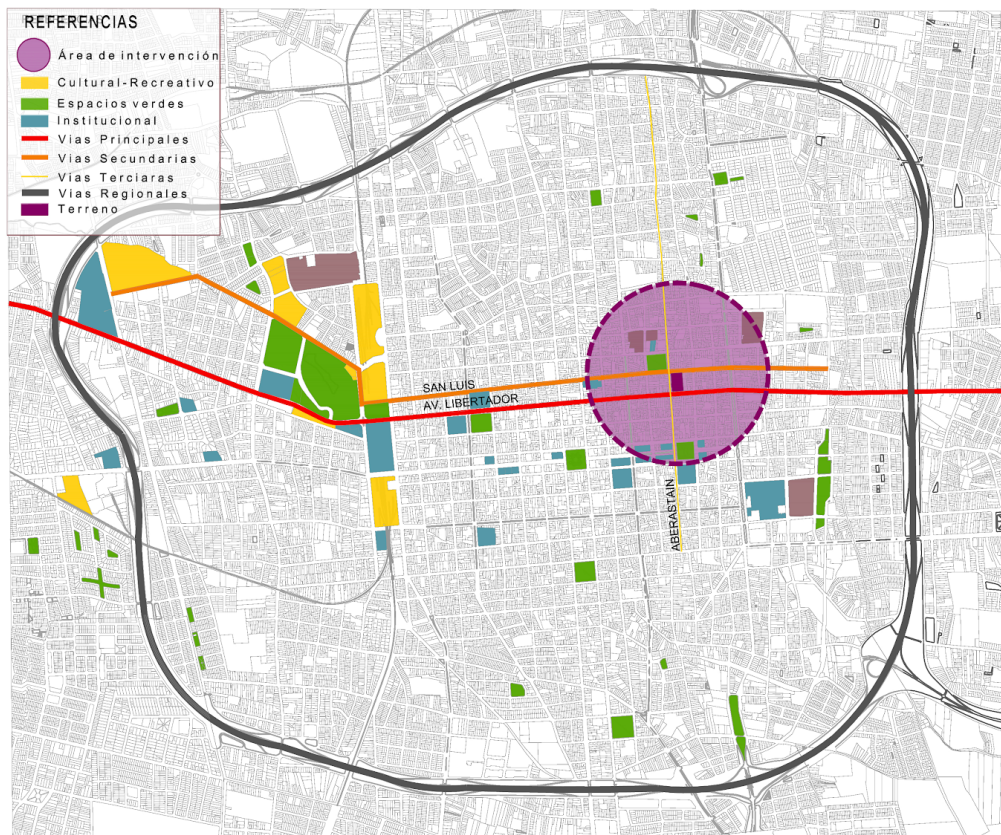 REFERENCIAS
Área de intervención
Cultural-Recreativo
Espacios verdes
Institucional
Vias Principales
Vias Secundarias
Vias Terciaras
Vias Regionales
Terreno
SAN LUIS
AV. LIBERTADOR
ABERASTAIN